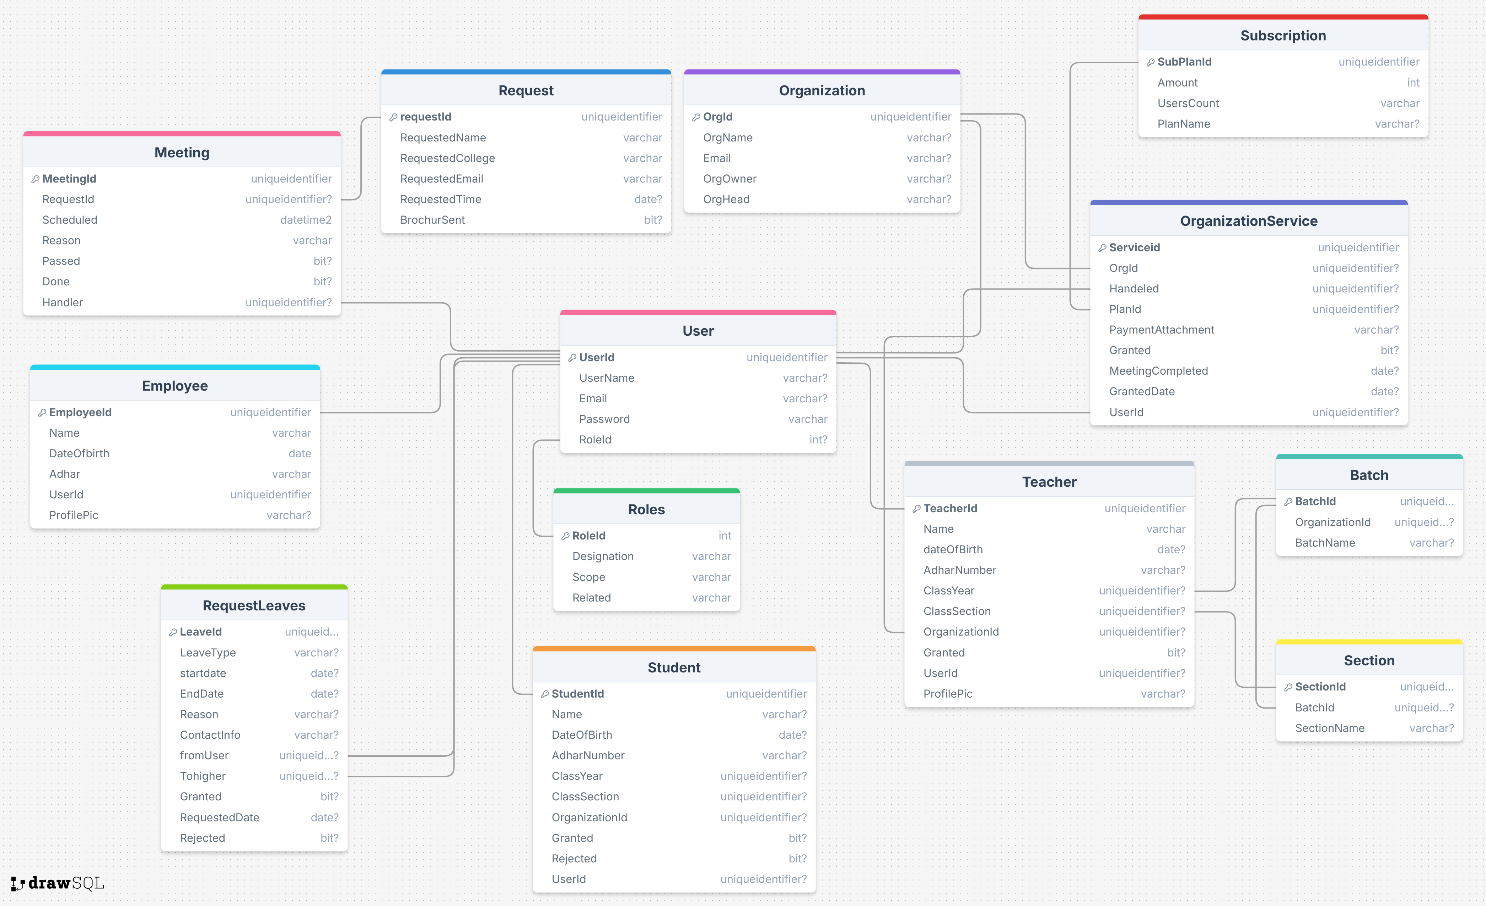 Subscription
SubPlanId uniqueidentifier
Amount int
UsersCount varchar
PlanName varchar?
Request
requestId uniqueidentifier
RequestedName varchar
RequestedCollege varchar
RequestedEmail varchar
RequestedTime date?
BrochurSent bit?
Organization
OrgId uniqueidentifier
OrgName varchar?
Email varchar?
OrgOwner varchar?
OrgHead varchar?
Meeting
MeetingId uniqueidentifier
RequestId uniqueidentifier?
Scheduled datetime2
Reason varchar
Passed bit?
Done bit?
Handler uniqueidentifier?
OrganizationService
Serviceid uniqueidentifier
OrgId uniqueidentifier?
Handeled uniqueidentifier?
PlanId uniqueidentifier?
PaymentAttachment varchar?
Granted bit?
MeetingCompleted date?
GrantedDate date?
UserId uniqueidentifier?
User
UserId uniqueidentifier
UserName varchar?
Email varchar?
Password varchar
RoleId int?
Employee
EmployeeId uniqueidentifier
Name varchar
DateOfbirth date
Adhar varchar
UserId uniqueidentifier
ProfilePic varchar?
Roles
RoleId int
Designation varchar
Scope varchar
Related varchar
Teacher
TeacherId uniqueidentifier
Name varchar
dateOfBirth date?
AdharNumber varchar?
ClassYear uniqueidentifier?
ClassSection uniqueidentifier?
OrganizationId uniqueidentifier?
Granted bit?
UserId uniqueidentifier?
ProfilePic varchar?
Batch
BatchId uniqueid...
OrganizationId uniqueid...?
BatchName varchar?
RequestLeaves
LeaveId uniqueid...
LeaveType varchar?
startdate date?
EndDate date?
Reason varchar?
ContactInfo varchar?
fromUser uniqueid...?
Tohigher uniqueid...?
Granted bit?
RequestedDate date?
Rejected bit?
Student
StudentId uniqueidentifier
Name varchar?
DateOfBirth date?
AdharNumber varchar?
ClassYear uniqueidentifier?
ClassSection uniqueidentifier?
OrganizationId uniqueidentifier?
Granted bit?
Rejected bit?
UserId uniqueidentifier?
Section
SectionId uniqueid...
BatchId uniqueid...?
SectionName varchar?
drawSQL